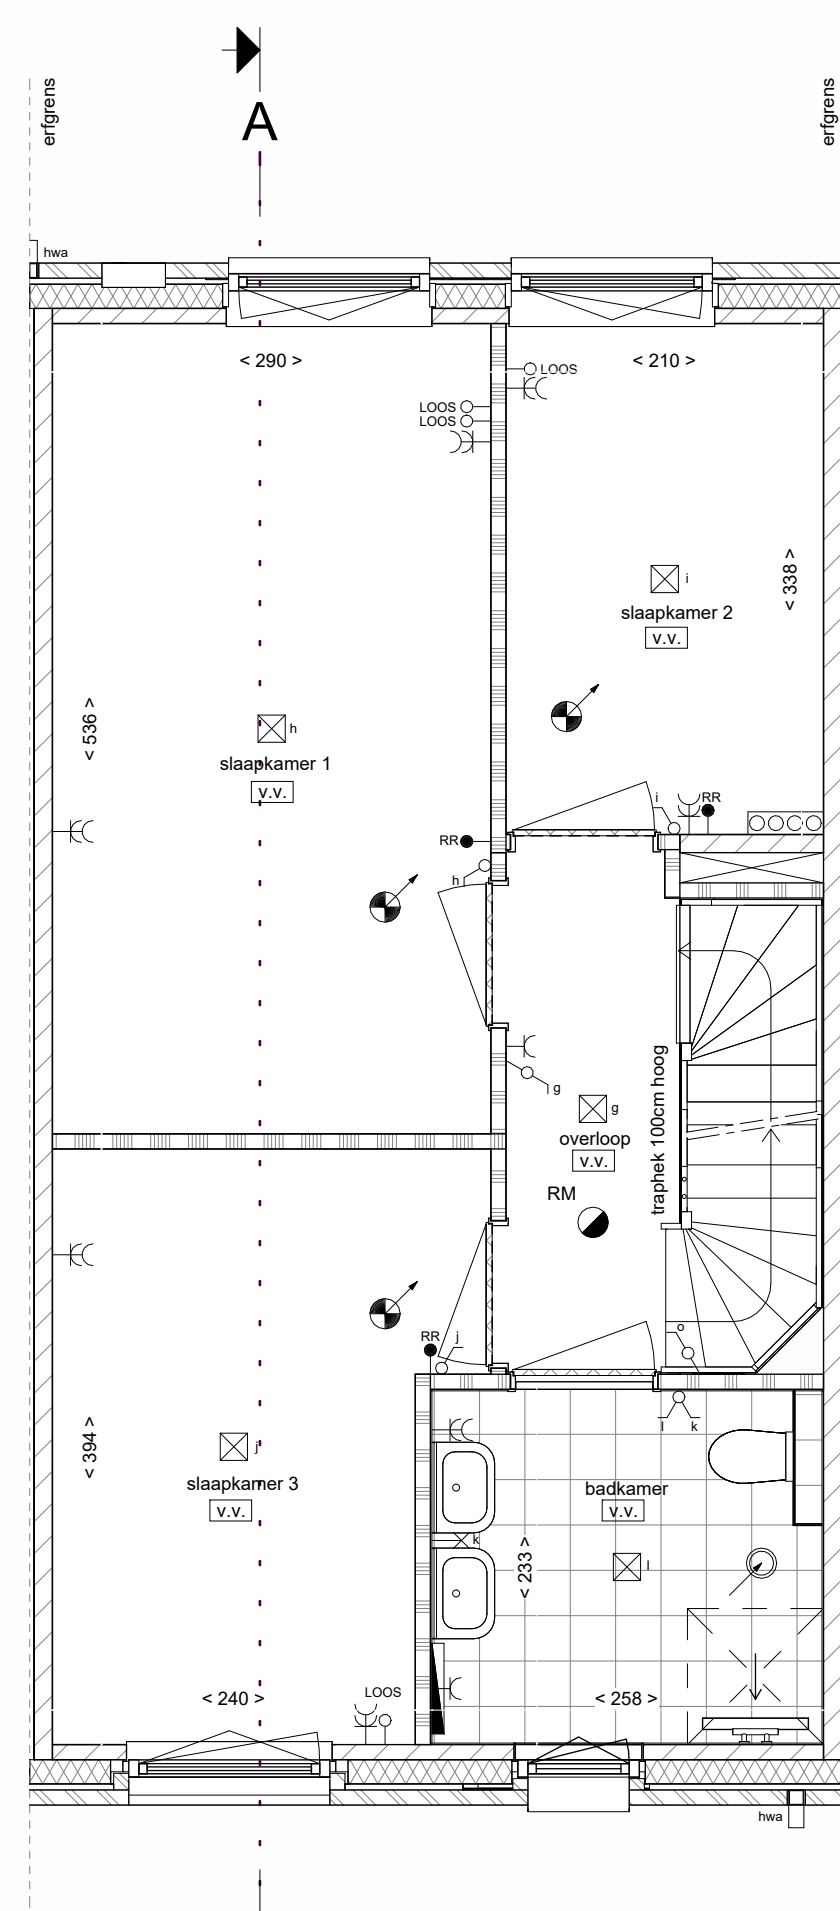 erfgrens
erfgrens
A
hwa
< 290 >
< 210 >
LOOS
LOOS
LOOS
< 338 >
i
slaapkamer 2
v.v.
< 536 >
h
slaapkamer 1
v.v.
i
RR
RR
h
g
g
overloop
v.v.
traphek 100cm hoog
RM
o
RR
j
l
k
< 394 >
j
slaapkamer 3
v.v.
badkamer
v.v.
k
< 233 >
l
LOOS
< 240 >
< 258 >
hwa